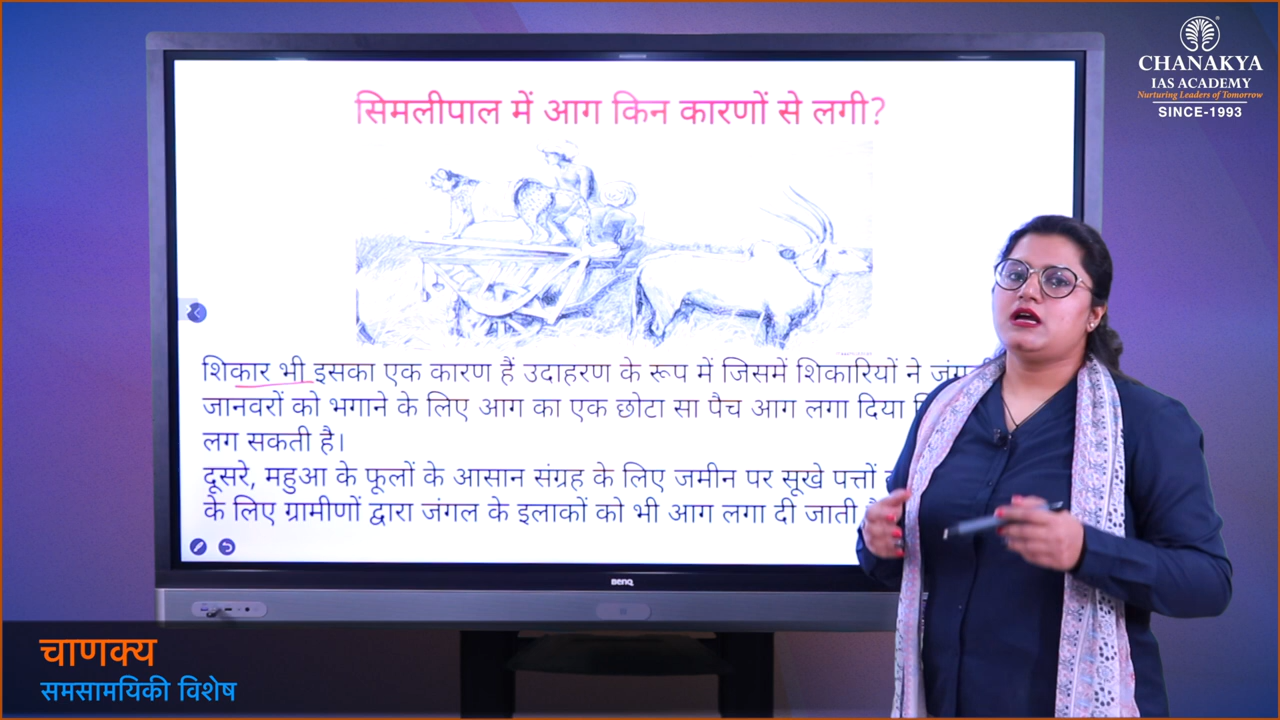 सिमलीपाल में आग किन कारणों से लगी?
शिकार भी इसका एक कारण हैं उदाहरण के रूप में जिसमें शिकारियों ने
जानवरों को भगाने के लिए आग का एक छोटा सा पैच आग लगा दिया
लग सकती है।
दूसरे, महुआ के फूलों के आसान संग्रह के लिए जमीन पर सूखे पत्तों
के लिए ग्रामीणों द्वारा जंगल के इलाकों को भी आग लगा दी जाती
BenQ
CHANAKYA
IAS ACADEMY
Nurturing Leaders of Tomorrow
SINCE-1993
चाणक्य
समसामयिकी विशेष